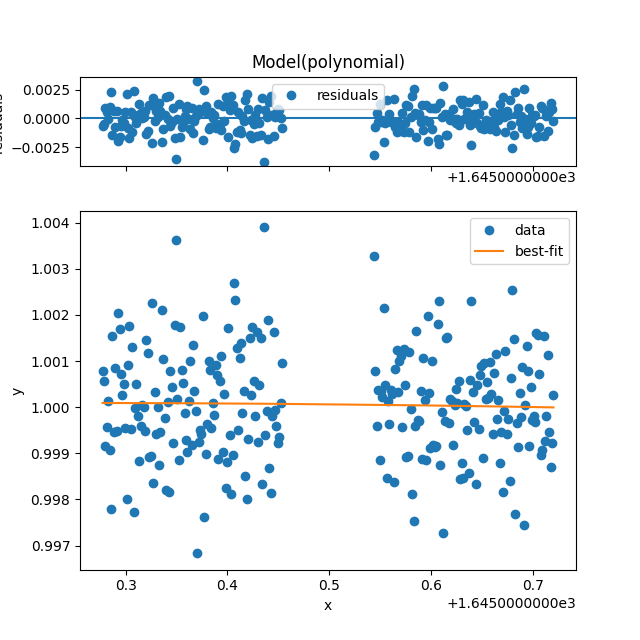 Model(polynomial)
0.0025
0.0000
−0.0025
residuals
+1.6450000000e3
1.004
1.003
1.002
1.001
1.000
0.999
0.998
0.997
y
data
best-fit
0.3 0.4 0.5 0.6 0.7
x
+1.6450000000e3